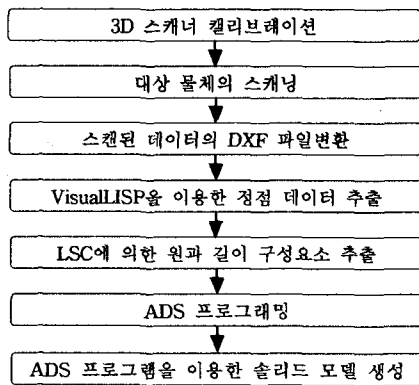 3D 스캐너 캘리브레이션
대상 물체의 스캐닝
스캔된 데이터의 DXF 파일변환
VisualLISP을 이용한 정점 데이터 추출
LSC에 의한 원과 길이 구성요소 추출
ADS 프로그래밍
ADS 프로그램을 이용한 솔리드 모델 생성